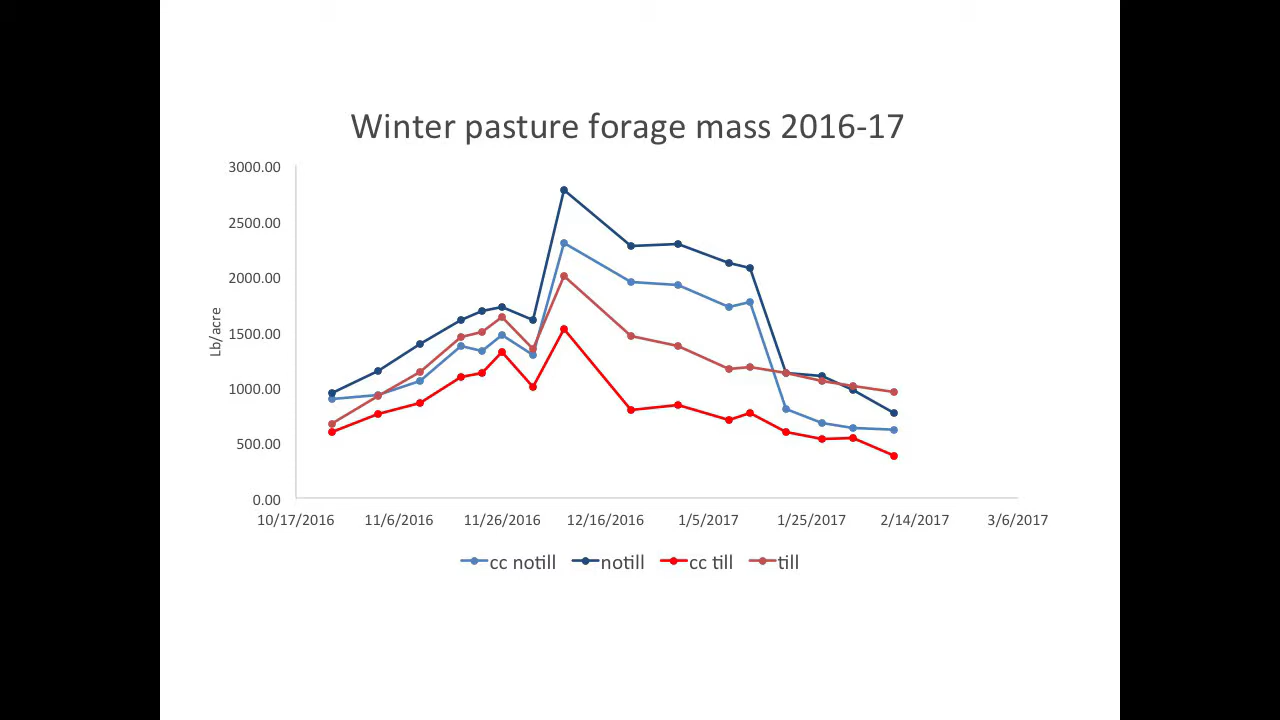 Winter pasture forage mass 2016-17
3000.00
2500.00
2000.00
1500.00
1000.00
500.00
0.00
Lb/acre
10/17/2016 11/6/2016 11/26/2016 12/16/2016 1/5/2017 1/25/2017 2/14/2017 3/6/2017
cc notill notill cc till till